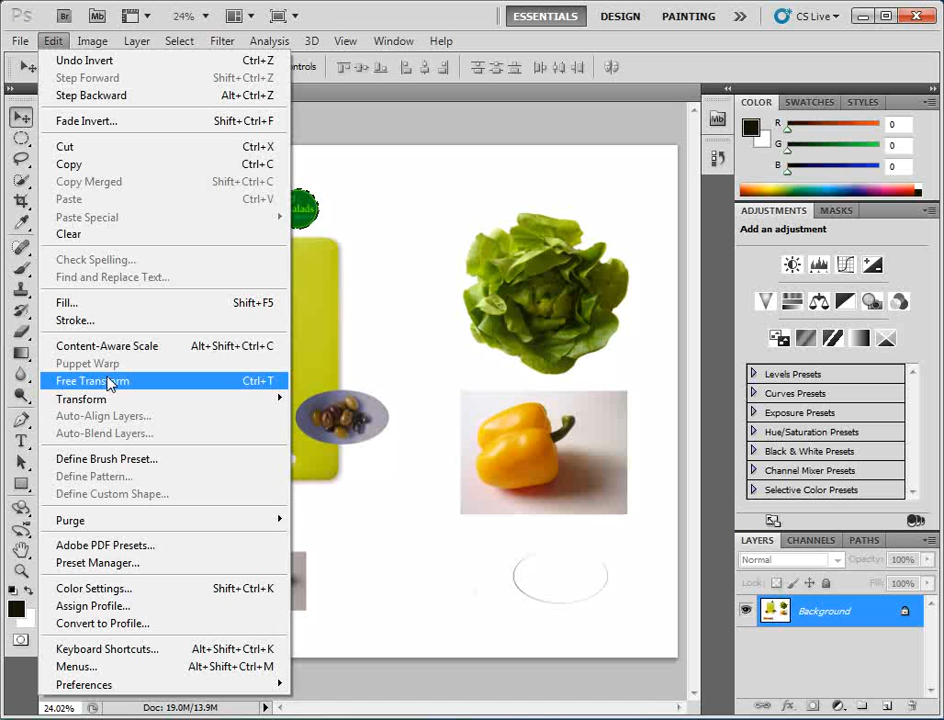 Ps Br Mb 24% ESSENTIALS DESIGN PAINTING CS Live
File Edit Image Layer Select Filter Analysis 3D View Window Help
Undo Invert Ctrl+Z
Step Forward Shift+Ctrl+Z
Step Backward Alt+Ctrl+Z
Fade Invert... Shift+Ctrl+F
Cut Ctrl+X
Copy Ctrl+C
Copy Merged Shift+Ctrl+C
Paste Ctrl+V
Paste Special
Clear
Check Spelling...
Find and Replace Text...
Fill... Shift+F5
Stroke...
Content-Aware Scale Alt+Shift+Ctrl+C
Puppet Warp
Free Transform Ctrl+T
Transform
Auto-Align Layers...
Auto-Blend Layers...
Define Brush Preset...
Define Pattern...
Define Custom Shape...
Purge
Adobe PDF Presets...
Preset Manager...
Color Settings... Shift+Ctrl+K
Assign Profile...
Convert to Profile...
Keyboard Shortcuts... Alt+Shift+Ctrl+K
Menus... Alt+Shift+Ctrl+M
Preferences
24.02% Doc: 19.0M/13.9M
Mb
COLOR SWATCHES STYLES
R 0
G 0
B 0
ADJUSTMENTS MASKS
Add an adjustment
Levels Presets
Curves Presets
Exposure Presets
Hue/Saturation Presets
Black & White Presets
Channel Mixer Presets
Selective Color Presets
LAYERS CHANNELS PATHS
Normal Opacity: 100%
Lock: Fill: 100%
Background